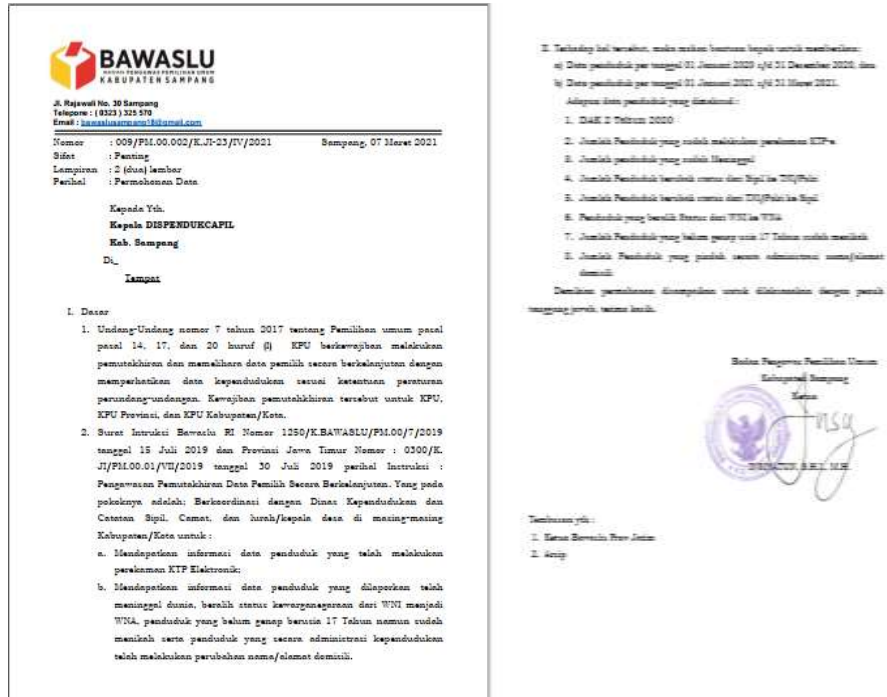 BAWASLU
BADAN PENGAWAS PEMILIHAN UMUM
KABUPATEN SAMPANG
Jl. Rajawali No. 30 Sampang
Telepone : ( 0323 ) 325 570
Email : bawaslusampang18@gmail.com
Nomor : 009/PM.00.002/K.JI-23/IV/2021 Sampang, 07 Maret 2021
Sifat : Penting
Lampiran : 2 (dua) lembar
Perihal : Permohonan Data
Kepada Yth.
Kepala DISPENDUKCAPIL
Kab. Sampang
Di_
Tempat
I. Dasar
1. Undang-Undang nomor 7 tahun 2017 tentang Pemilihan umum pasal
pasal 14, 17, dan 20 huruf (l) KPU berkewajiban melakukan
pemutakhiran dan memelihara data pemilih secara berkelanjutan dengan
memperhatikan data kependudukan sesuai ketentuan peraturan
perundang-undangan. Kewajiban pemutahkhiran tersebut untuk KPU,
KPU Provinsi, dan KPU Kabupaten/Kota.
2. Surat Intruksi Bawaslu RI Nomor 1250/K.BAWASLU/PM.00/7/2019
tanggal 15 Juli 2019 dan Provinsi Jawa Timur Nomor : 0300/K.
JI/PM.00.01/VII/2019 tanggal 30 Juli 2019 perihal Instruksi :
Pengawasan Pemutakhiran Data Pemilih Secara Berkelanjutan. Yang pada
pokoknya adalah; Berkoordinasi dengan Dinas Kependudukan dan
Catatan Sipil, Camat, dan lurah/kepala desa di masing-masing
Kabupaten/Kota untuk :
a. Mendapatkan informasi data penduduk yang telah melakukan
perekaman KTP Elektronik;
b. Mendapatkan informasi data penduduk yang dilaporkan telah
meninggal dunia, beralih status kewarganegaraan dari WNI menjadi
WNA, penduduk yang belum genap berusia 17 Tahun namun sudah
menikah serta penduduk yang secara administrasi kependudukan
telah melakukan perubahan nama/alamat domisili.
II. Terhadap hal tersebut, maka mohon bantuan bapak untuk memberikan:
a) Data penduduk per tanggal 01 Januari 2020 s/d 31 Desember 2020, dan
b) Data penduduk per tanggal 01 Januari 2021 s/d 31 Maret 2021.
Adapun data penduduk yang dimaksud :
1. DAK 2 Tahun 2020
2. Jumlah Penduduk yang sudah melakukan perekaman KTP-e
3. Jumlah penduduk yang sudah Meninggal
4. Jumlah Penduduk berubah status dari Sipil ke TNI/Polri
5. Jumlah Penduduk berubah status dari TNI/Polri ke Sipil
6. Penduduk yang beralih Status dari WNI ke WNA
7. Jumlah Penduduk yang belum genap usia 17 Tahun sudah menikah
8. Jumlah Penduduk yang pindah secara administrasi nama/alamat
domisili
Demikian permohonan disampaikan untuk dilaksanakan dengan penuh
tanggung jawab, terima kasih.
Badan Pengawas Pemilihan Umum
Kabupaten Sampang
Ketua
S.H.I., M.H.
Tembusan yth :
1. Ketua Bawaslu Prov Jatim
2. Arsip